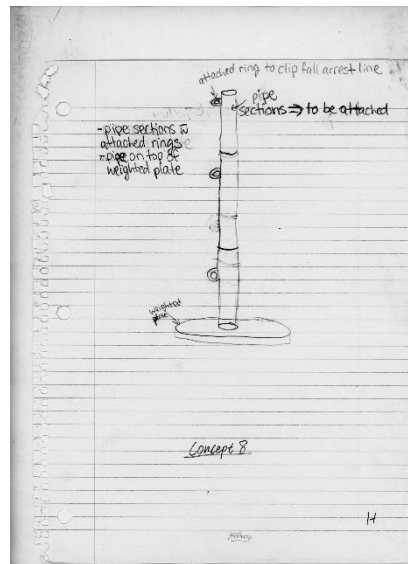 attached ring to clip fall arrest line
pipe
sections ⇒ to be attached
- pipe sections w
attached rings
- pipe on top of
weighted plate
weighted
plate
Concept 8
14